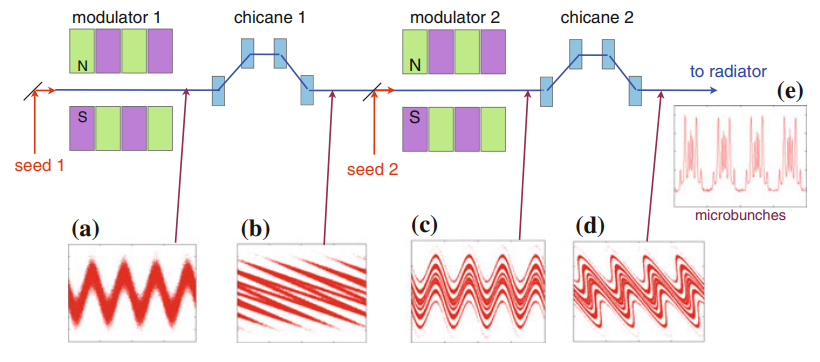 modulator 1
chicane 1
modulator 2
chicane 2
N
N
to radiator
(e)
S
S
seed 1
seed 2
microbunches
(a)
(b)
(c)
(d)